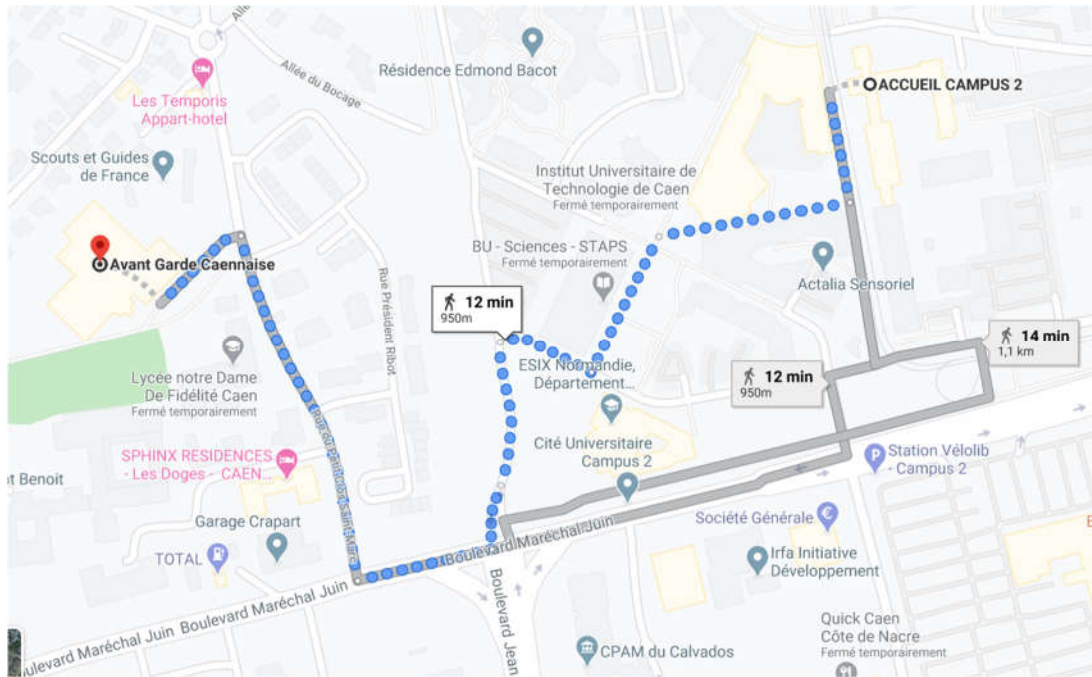 Allée du Bocage
Résidence Edmond Bacot
Les Temporis
Appart-hotel
ACCUEIL CAMPUS 2
Scouts et Guides
de France
Institut Universitaire de
Technologie de Caen
Fermé temporairement
BU - Sciences - STAPS
Fermé temporairement
Avant Garde Caennaise
Actalia Sensoriel
Rue Président Ribot
12 min
950m
14 min
1,1 km
12 min
950m
ESIX Normandie,
Département...
Lycée notre Dame
De Fidélité Caen
Fermé temporairement
Cité Universitaire
Campus 2
Station Vélolib
- Campus 2
SPHINX RESIDENCES
- Les Doges - CAEN...
nt Benoit
Garage Crapart
Société Générale
Boulevard Maréchal Juin
TOTAL
Irfa Initiative
Développement
Boulevard Maréchal Juin
Boulevard Maréchal Juin
oulevard Maréchal Juin
Boulevard Jean
Quick Caen
Côte de Nacre
Fermé temporairement
CPAM du Calvados